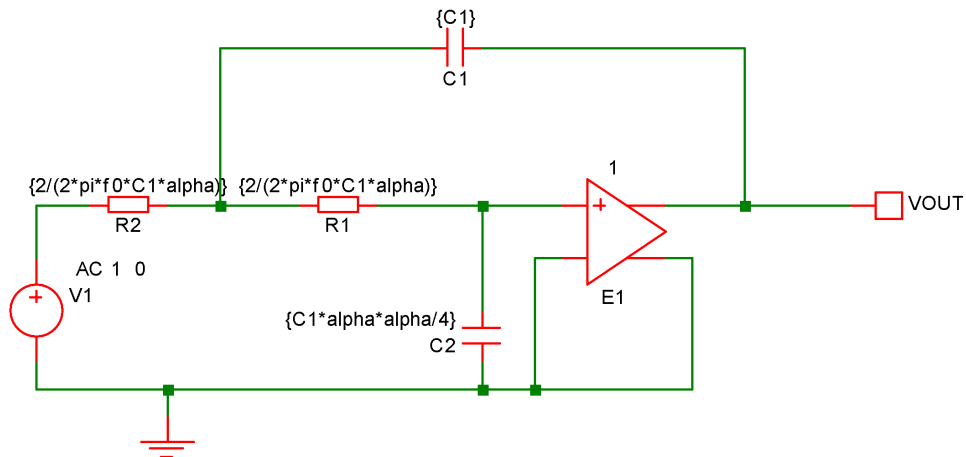 {C1}
C1
1
{2/(2*pi*f0*C1*alpha)} {2/(2*pi*f0*C1*alpha)}
VOUT
R2
R1
AC 1 0
V1
E1
{C1*alpha*alpha/4}
C2